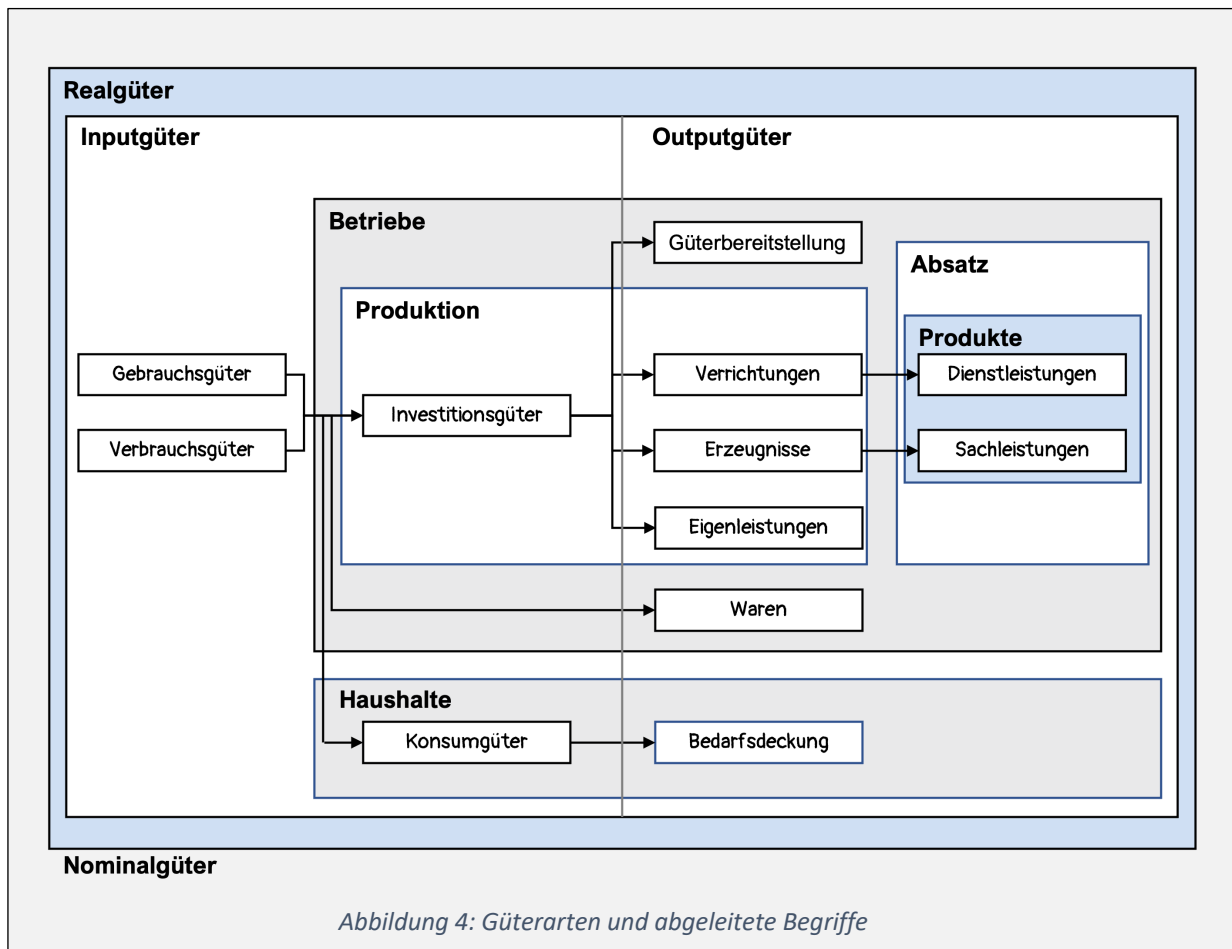 Realgüter
Inputgüter
Outputgüter
Betriebe
Güterbereitstellung
Absatz
Produktion
Produkte
Gebrauchsgüter
Verrichtungen
Dienstleistungen
Investitionsgüter
Verbrauchsgüter
Erzeugnisse
Sachleistungen
Eigenleistungen
Waren
Haushalte
Konsumgüter
Bedarfsdeckung
Nominalgüter
Abbildung 4: Güterarten und abgeleitete Begriffe